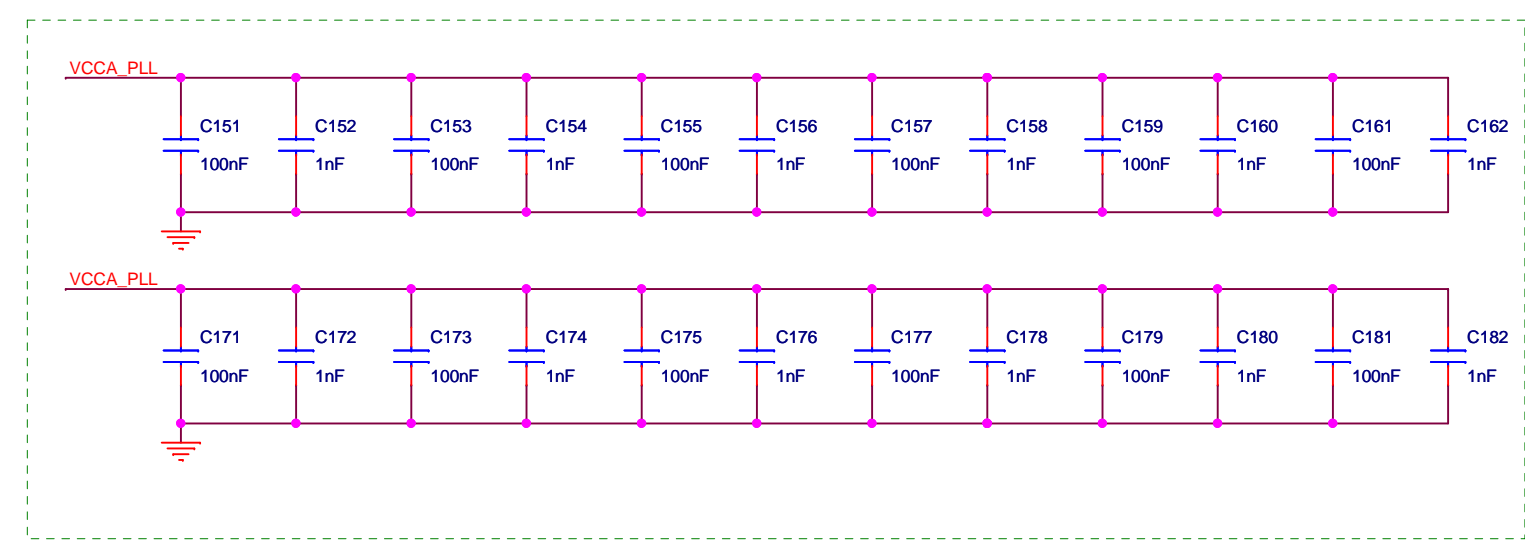 VCCA_PLL
C151 C152 C153 C154 C155 C156 C157 C158 C159 C160 C161 C162
100nF 1nF 100nF 1nF 100nF 1nF 100nF 1nF 100nF 1nF 100nF 1nF
VCCA_PLL
C171 C172 C173 C174 C175 C176 C177 C178 C179 C180 C181 C182
100nF 1nF 100nF 1nF 100nF 1nF 100nF 1nF 100nF 1nF 100nF 1nF